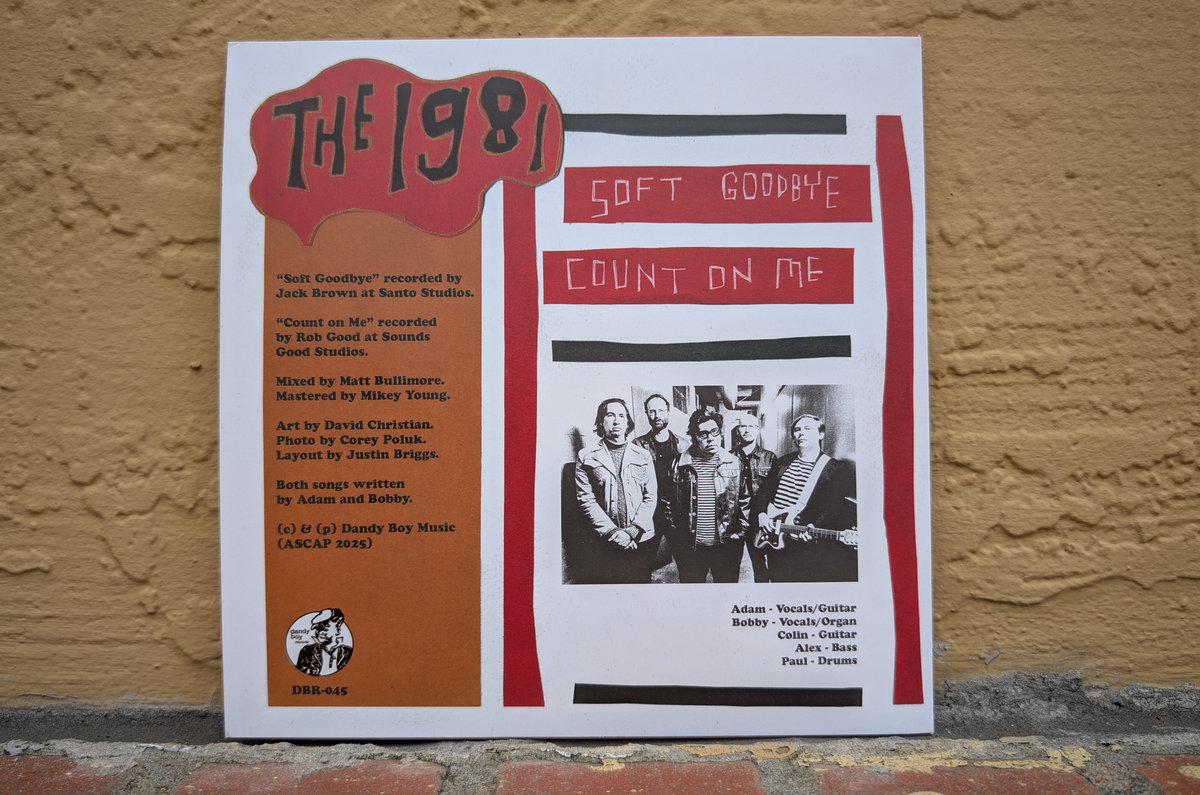 THE 1981
SOFT GOODBYE
COUNT ON ME
“Soft Goodbye” recorded by
Jack Brown at Santo Studios.
“Count on Me” recorded
by Rob Good at Sounds
Good Studios.
Mixed by Matt Bullimore.
Mastered by Mikey Young.
Art by David Christian.
Photo by Corey Poluk.
Layout by Justin Briggs.
Both songs written
by Adam and Bobby.
(c) & (p) Dandy Boy Music
(ASCAP 2025)
dandy
boy
records
DBR-045
Adam - Vocals/Guitar
Bobby - Vocals/Organ
Colin - Guitar
Alex - Bass
Paul - Drums